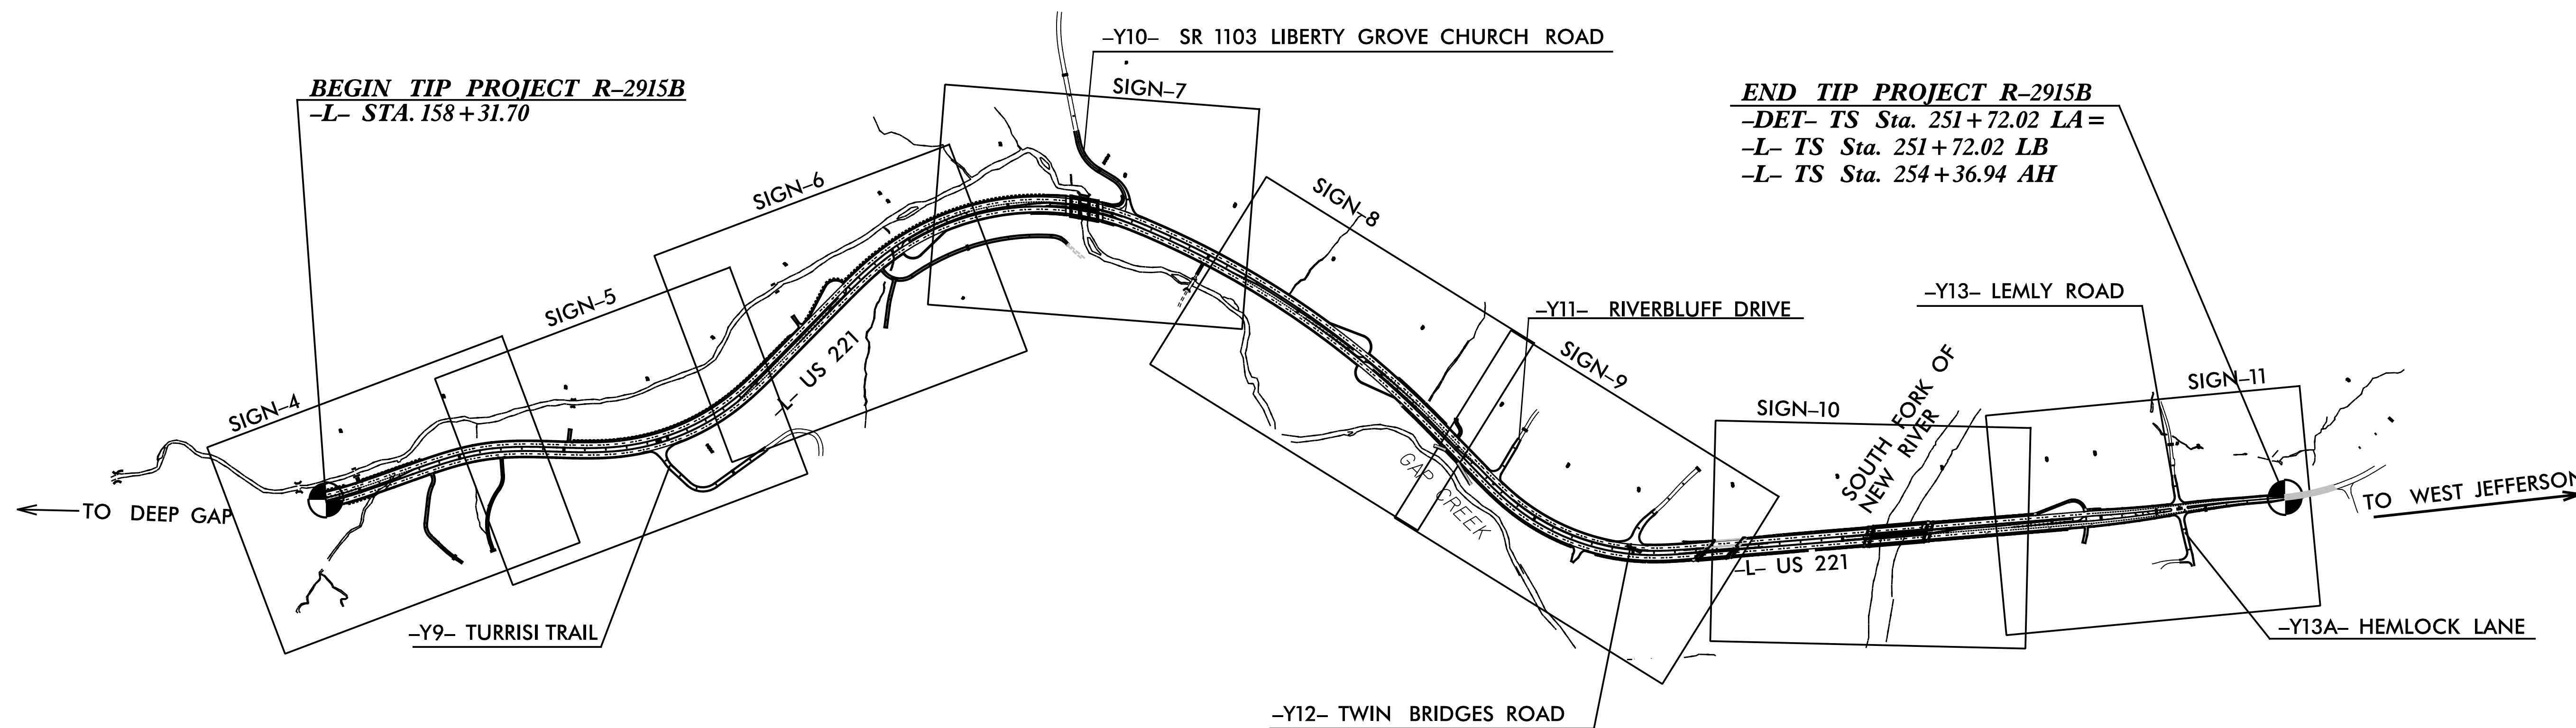 –Y10– SR 1103 LIBERTY GROVE CHURCH ROAD
BEGIN TIP PROJECT R–2915B
–L– STA. 158+31.70
SIGN–7
END TIP PROJECT R–2915B
–DET– TS Sta. 251+72.02 LA=
–L– TS Sta. 251+72.02 LB
–L– TS Sta. 254+36.94 AH
SIGN–6
SIGN–8
SIGN–5
–Y11– RIVERBLUFF DRIVE
–Y13– LEMLY ROAD
–L– US 221
SIGN–9
SIGN–4
SIGN–10
SOUTH FORK OF
NEW RIVER
SIGN–11
GAP CREEK
TO DEEP GAP
TO WEST JEFFERSON
–L– US 221
–Y9– TURRISI TRAIL
–Y13A– HEMLOCK LANE
–Y12– TWIN BRIDGES ROAD